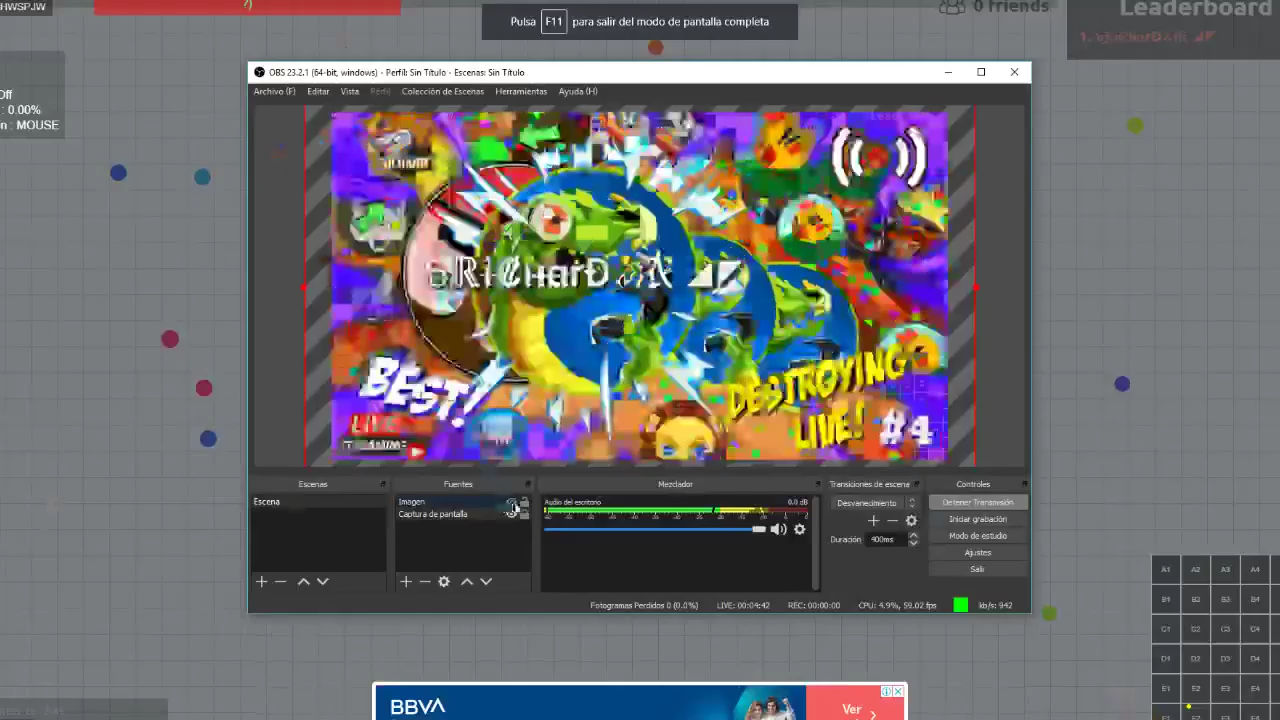 HWSPJW
Pulsa F11 para salir del modo de pantalla completa
0 friends
Leaderboard
Off
: 0.00%
n : MOUSE
OBS 23.2.1 (64-bit, windows) - Perfil: Sin Título - Escenas: Sin Título
Archivo (F) Editar Vista Perfil Colección de Escenas Herramientas Ayuda (H)
BEST!
LIVE
DESTROYING
LIVE!
#4
Escenas Fuentes Mezclador Transiciones de escena Controles
Escena
Imagen
Captura de pantalla
Audio del escritorio 0.0 dB
Desvanecimiento
Duración 400ms
Detener Transmisión
Iniciar grabación
Modo de estudio
Ajustes
Salir
Fotogramas Perdidos 0 (0.0%) LIVE: 00:04:42 REC: 00:00:00 CPU: 4.9%, 59.02 fps kb/s: 942
A1 A2 A3 A4
B1 B2 B3 B4
C1 C2 C3 C4
D1 D2 D3 D4
E1 E2 E3 E4
BBVA
Ver